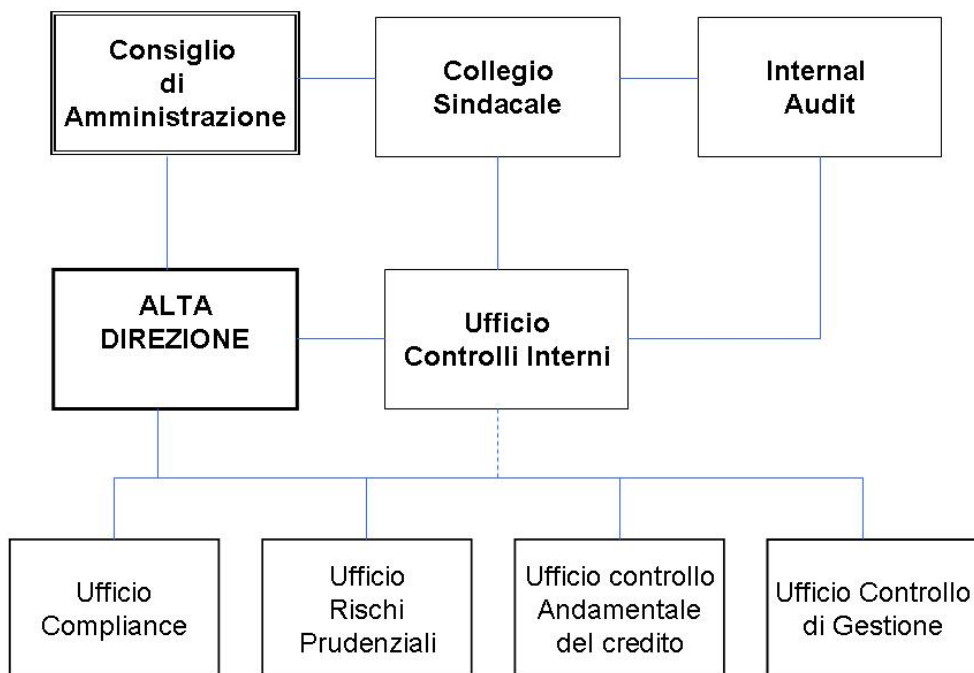 Consiglio
di
Amministrazione
Collegio
Sindacale
Internal
Audit
ALTA
DIREZIONE
Ufficio
Controlli Interni
Ufficio
Compliance
Ufficio
Rischi
Prudenziali
Ufficio controllo
Andamentale
del credito
Ufficio Controllo
di Gestione